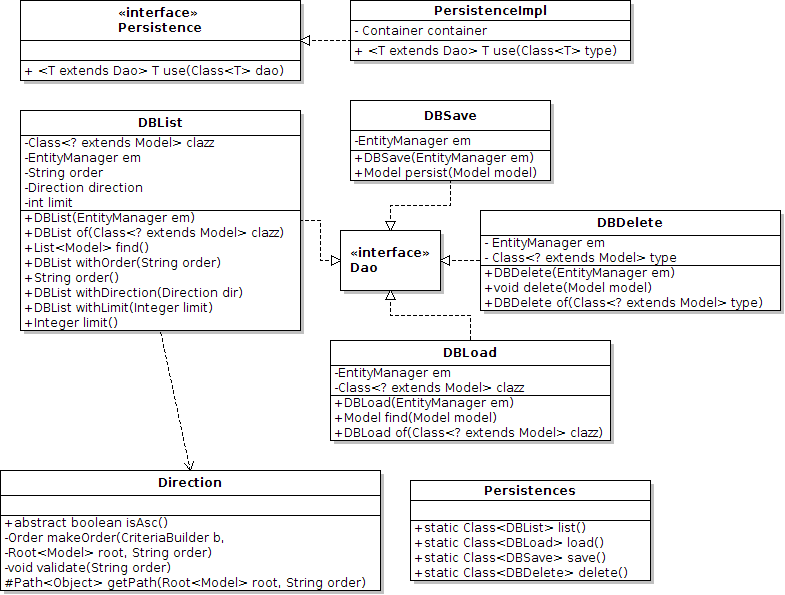 «interface»
Persistence
+ <T extends Dao> T use(Class<T> dao)
PersistenceImpl
- Container container
+ <T extends Dao> T use(Class<T> type)
DBList
-Class<? extends Model> clazz
-EntityManager em
-String order
-Direction direction
-int limit
+DBList(EntityManager em)
+DBList of(Class<? extends Model> clazz)
+List<Model> find()
+DBList withOrder(String order)
+String order()
+DBList withDirection(Direction dir)
+DBList withLimit(Integer limit)
+Integer limit()
DBSave
-EntityManager em
+DBSave(EntityManager em)
+Model persist(Model model)
«interface»
Dao
DBDelete
- EntityManager em
- Class<? extends Model> type
+DBDelete(EntityManager em)
+void delete(Model model)
+DBDelete of(Class<? extends Model> type)
DBLoad
-EntityManager em
-Class<? extends Model> clazz
+DBLoad(EntityManager em)
+Model find(Model model)
+DBLoad of(Class<? extends Model> clazz)
Direction
+abstract boolean isAsc()
-Order makeOrder(CriteriaBuilder b,
-Root<Model> root, String order)
-void validate(String order)
#Path<Object> getPath(Root<Model> root, String order)
Persistences
+static Class<DBList> list()
+static Class<DBLoad> load()
+static Class<DBSave> save()
+static Class<DBDelete> delete()